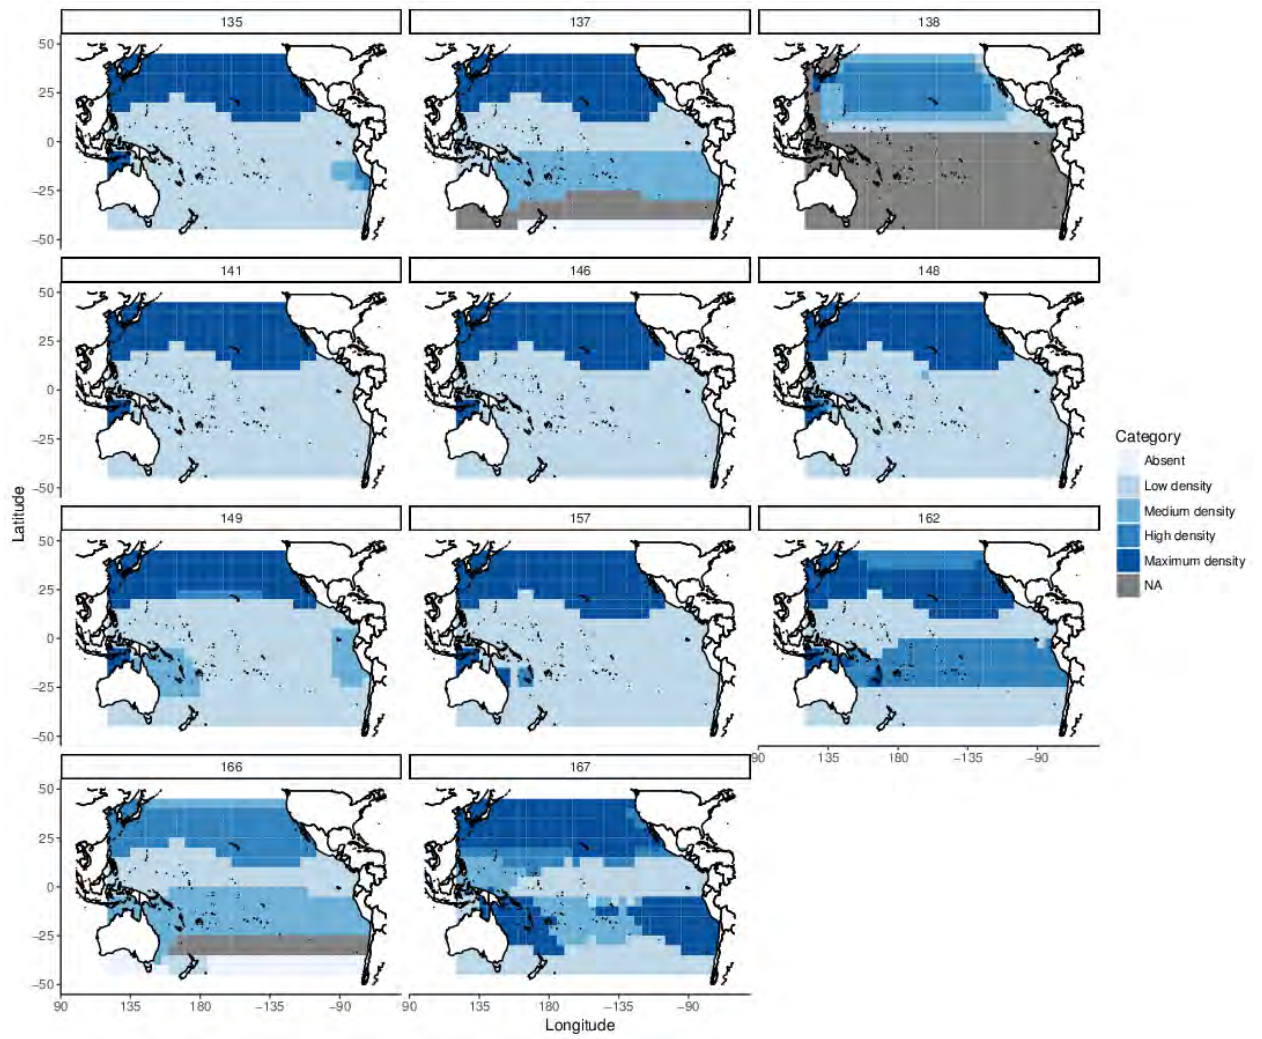 135 137 138
50
25
0
−25
−50
141 146 148
50
25
0
−25
−50
149 157 162
50
25
0
−25
−50
90 135 180 −135 −90
166 167
50
25
0
−25
−50
90 135 180 −135 −90
90 135 180 −135 −90
Longitude
Latitude
Category
Absent
Low density
Medium density
High density
Maximum density
NA